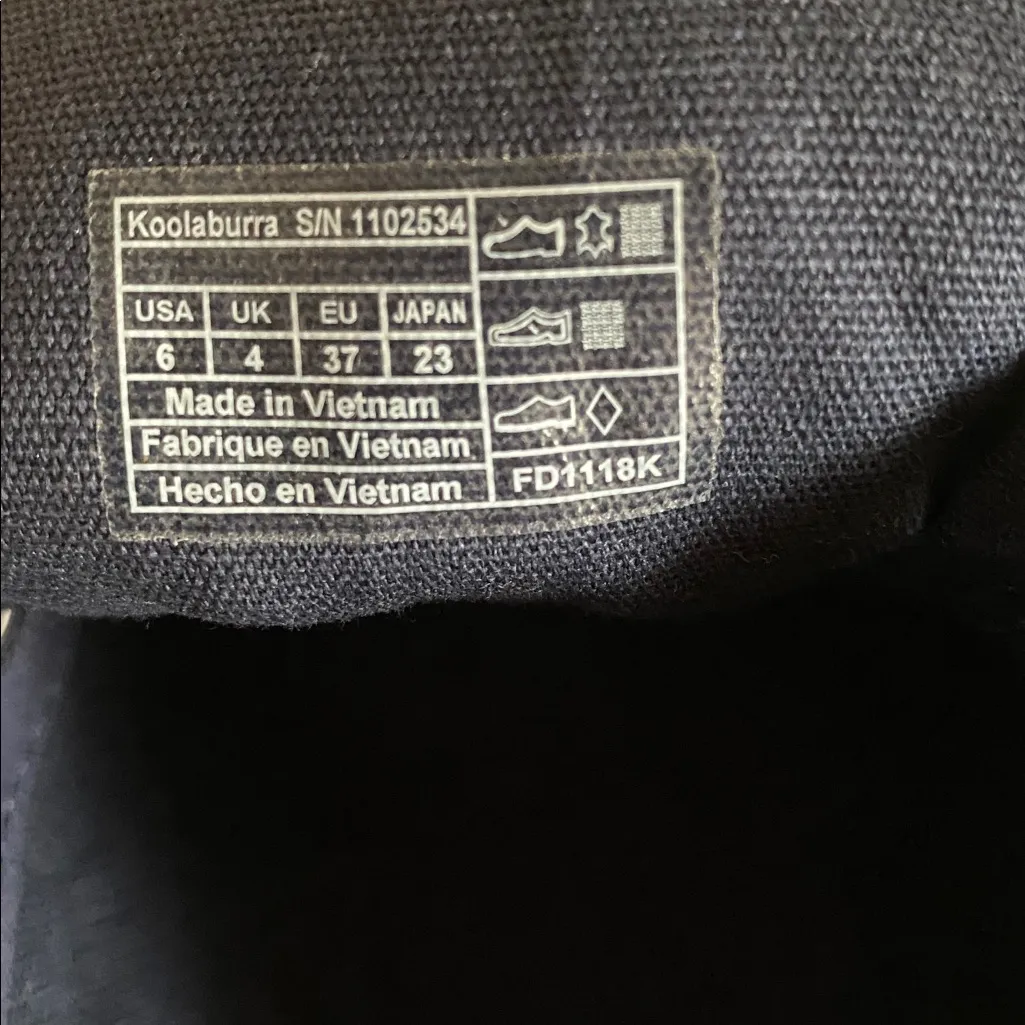 Koolaburra S/N 1102534
USA UK EU JAPAN
6 4 37 23
Made in Vietnam
Fabrique en Vietnam
Hecho en Vietnam
FD1118K